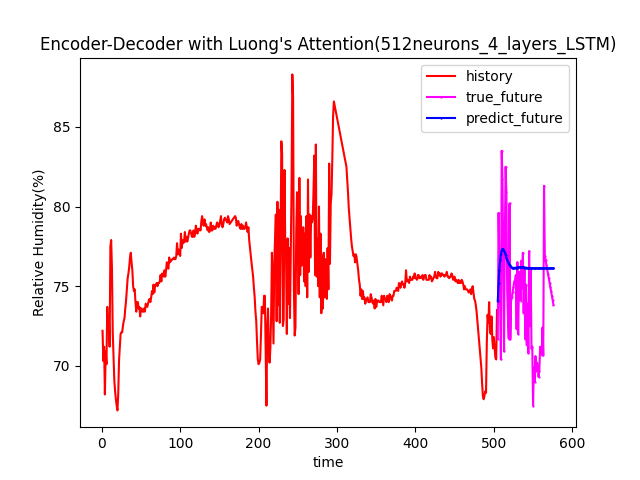 Encoder-Decoder with Luong's Attention(512neurons_4_layers_LSTM)
history
true_future
predict_future
Relative Humidity(%)
85
80
75
70
0 100 200 300 400 500 600
time